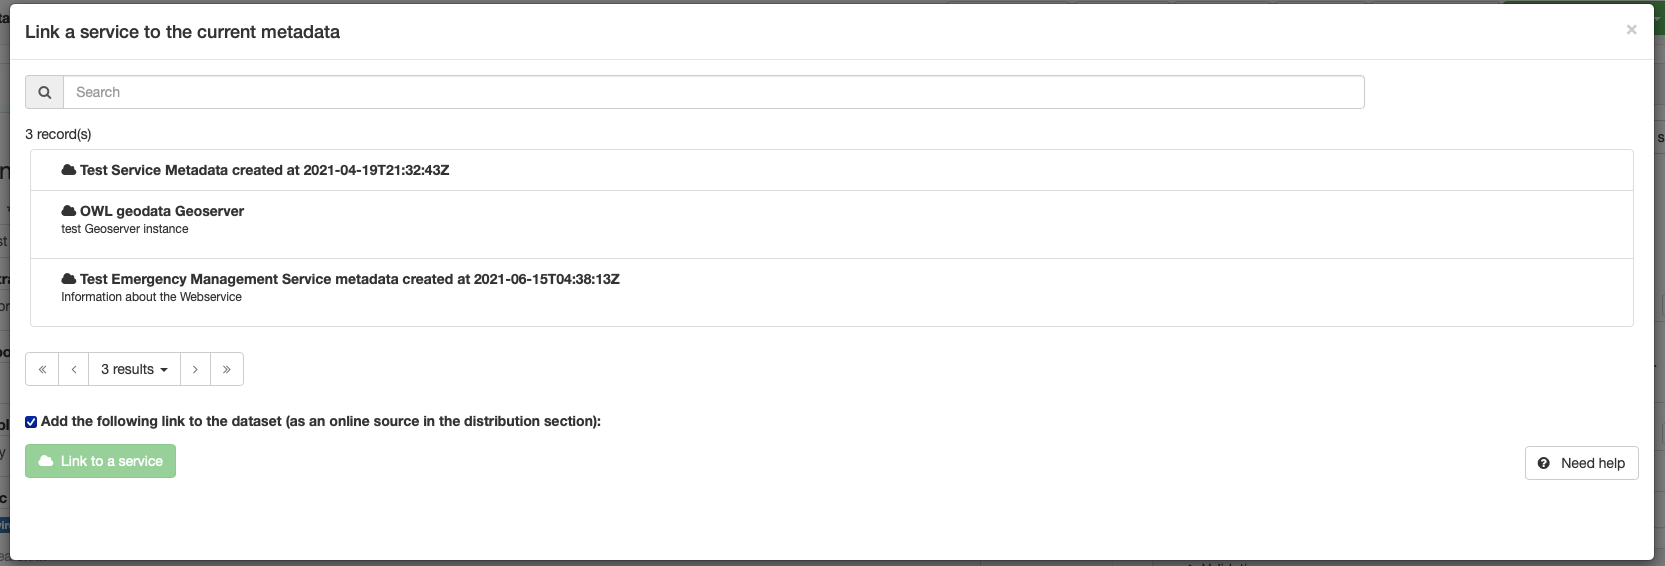 Link a service to the current metadata
×
Search
3 record(s)
Test Service Metadata created at 2021-04-19T21:32:43Z
OWL geodata Geoserver
test Geoserver instance
Test Emergency Management Service metadata created at 2021-06-15T04:38:13Z
Information about the Webservice
« ‹ 3 results › »
Add the following link to the dataset (as an online source in the distribution section):
Link to a service
Need help